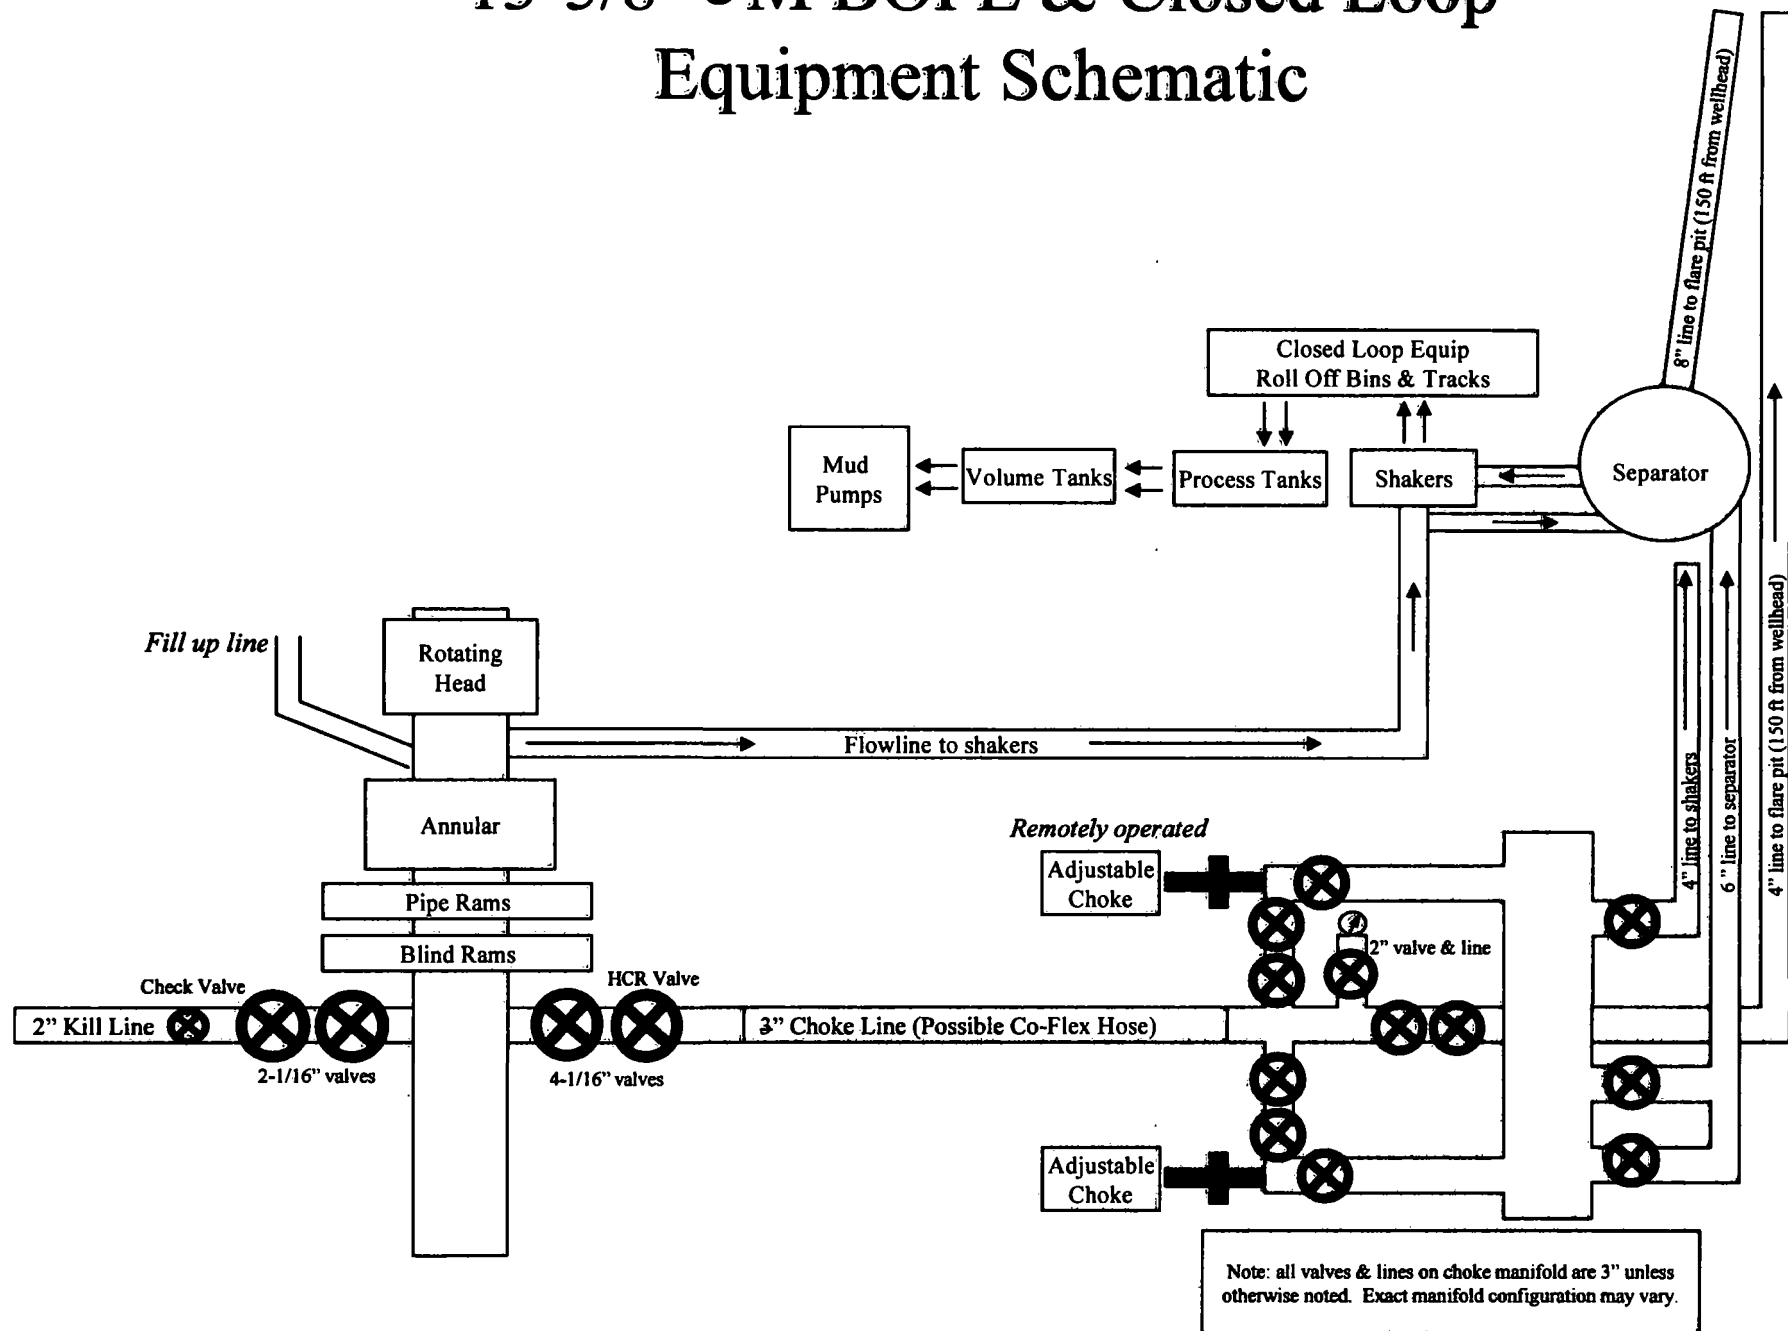 BOPE & Closed Loop
Equipment Schematic
8” line to flare pit (150 ft from wellhead)
Closed Loop Equip
Roll Off Bins & Tracks
Mud
Pumps
Volume Tanks
Process Tanks
Shakers
Separator
Fill up line
Rotating
Head
Flowline to shakers
Annular
Pipe Rams
Blind Rams
Check Valve
HCR Valve
2” Kill Line
3” Choke Line (Possible Co-Flex Hose)
2-1/16” valves
4-1/16” valves
Remotely operated
Adjustable
Choke
2” valve & line
Adjustable
Choke
4” line to shakers
6” line to separator
4” line to flare pit (150 ft from wellhead)
Note: all valves & lines on choke manifold are 3” unless
otherwise noted. Exact manifold configuration may vary.